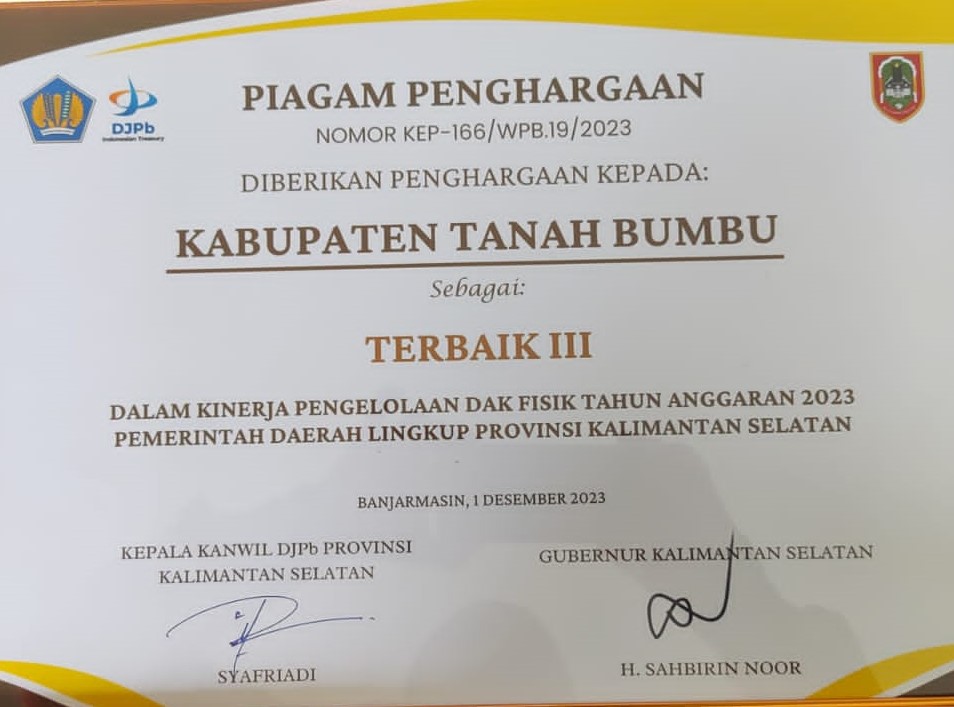 DJPb
Indonesian Treasury
PIAGAM PENGHARGAAN
NOMOR KEP-166/WPB.19/2023
DIBERIKAN PENGHARGAAN KEPADA:
KABUPATEN TANAH BUMBU
Sebagai:
TERBAIK III
DALAM KINERJA PENGELOLAAN DAK FISIK TAHUN ANGGARAN 2023
PEMERINTAH DAERAH LINGKUP PROVINSI KALIMANTAN SELATAN
BANJARMASIN, 1 DESEMBER 2023
KEPALA KANWIL DJPb PROVINSI
KALIMANTAN SELATAN
SYAFRIADI
GUBERNUR KALIMANTAN SELATAN
H. SAHBIRIN NOOR